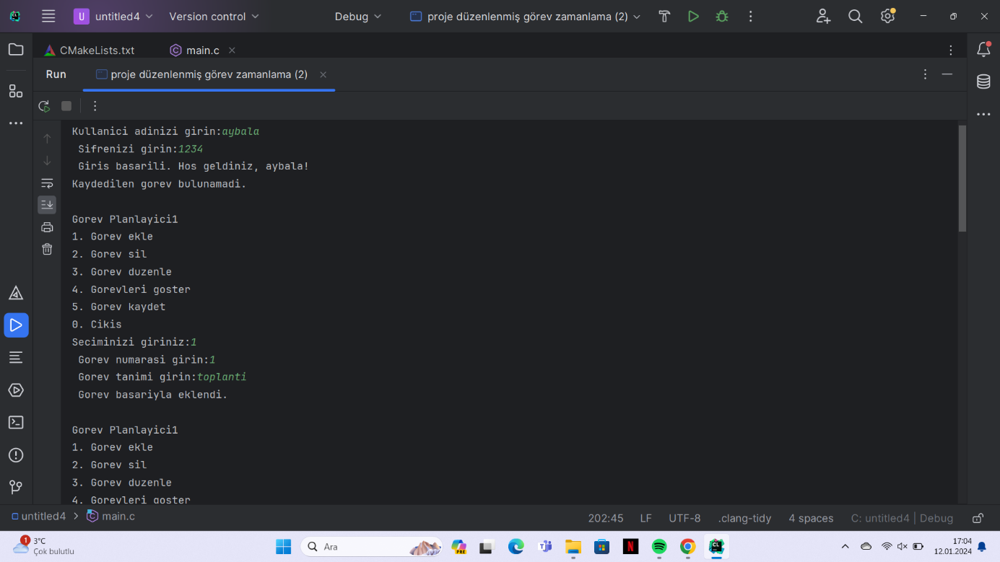 U untitled4 Version control Debug proje düzenlenmiş görev zamanlama (2)
CMakeLists.txt main.c
Run proje düzenlenmiş görev zamanlama (2)
Kullanici adinizi girin:aybala
Sifrenizi girin:1234
Giris basarili. Hos geldiniz, aybala!
Kaydedilen gorev bulunamadi.
Gorev Planlayici1
1. Gorev ekle
2. Gorev sil
3. Gorev duzenle
4. Gorevleri goster
5. Gorev kaydet
0. Cikis
Seciminizi giriniz:1
Gorev numarasi girin:1
Gorev tanimi girin:toplanti
Gorev basariyla eklendi.
Gorev Planlayici1
1. Gorev ekle
2. Gorev sil
3. Gorev duzenle
4. Gorevleri goster
untitled4 > main.c 202:45 LF UTF-8 .clang-tidy 4 spaces C: untitled4 | Debug
1 3°C
Çok bulutlu
Ara
PRE
17:04
12.01.2024